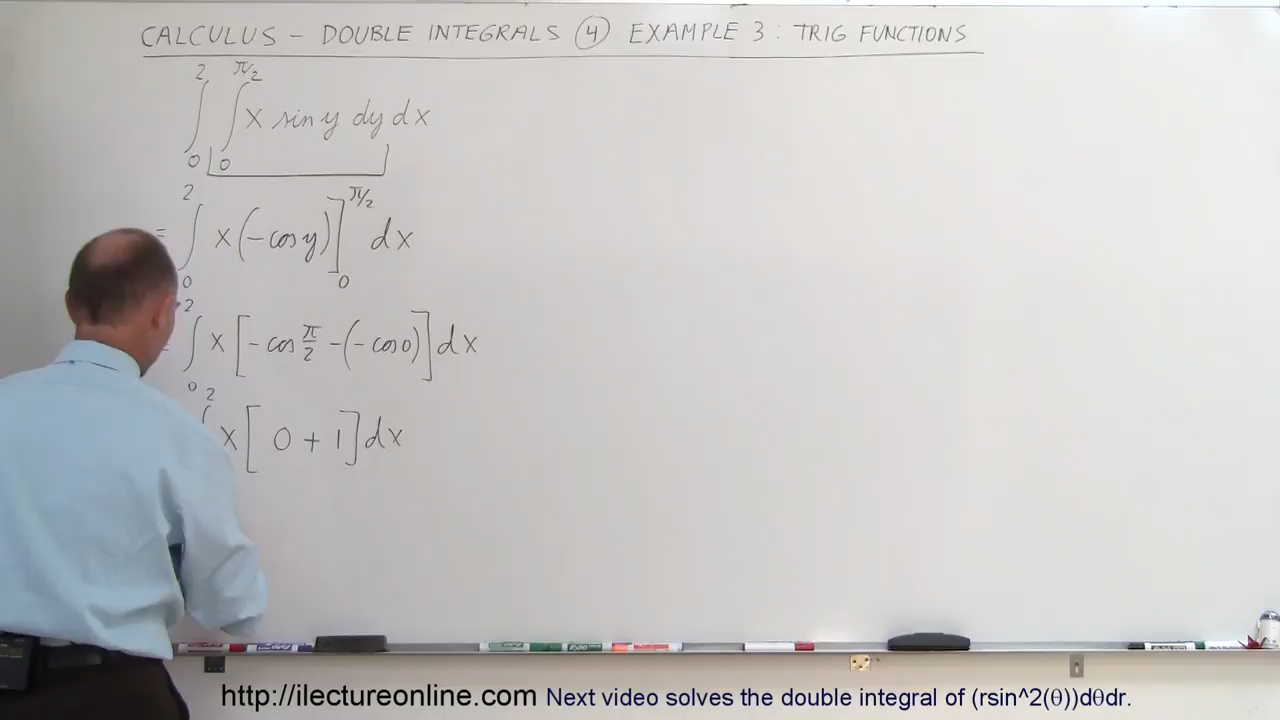 CALCULUS – DOUBLE INTEGRALS ④ EXAMPLE 3: TRIG FUNCTIONS
∫₀² ∫₀^(π/2) x sin y dy dx
= ∫₀² x(-cos y)]₀^(π/2) dx
= ∫₀² x[-cos π/2 -(-cos 0)] dx
∫² x[0 + 1] dx
http://ilectureonline.com Next video solves the double integral of (rsin^2(θ))dθdr.